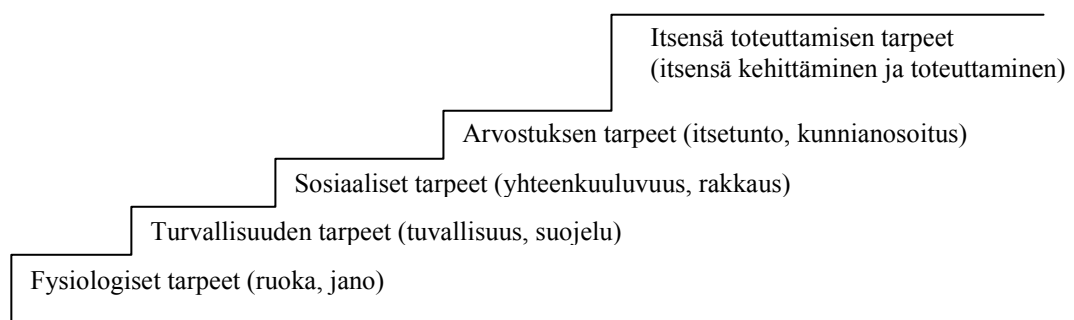 Itsensä toteuttamisen tarpeet
(itsensä kehittäminen ja toteuttaminen)
Arvostuksen tarpeet (itsetunto, kunnianosoitus)
Sosiaaliset tarpeet (yhteenkuuluvuus, rakkaus)
Turvallisuuden tarpeet (tuvallisuus, suojelu)
Fysiologiset tarpeet (ruoka, jano)